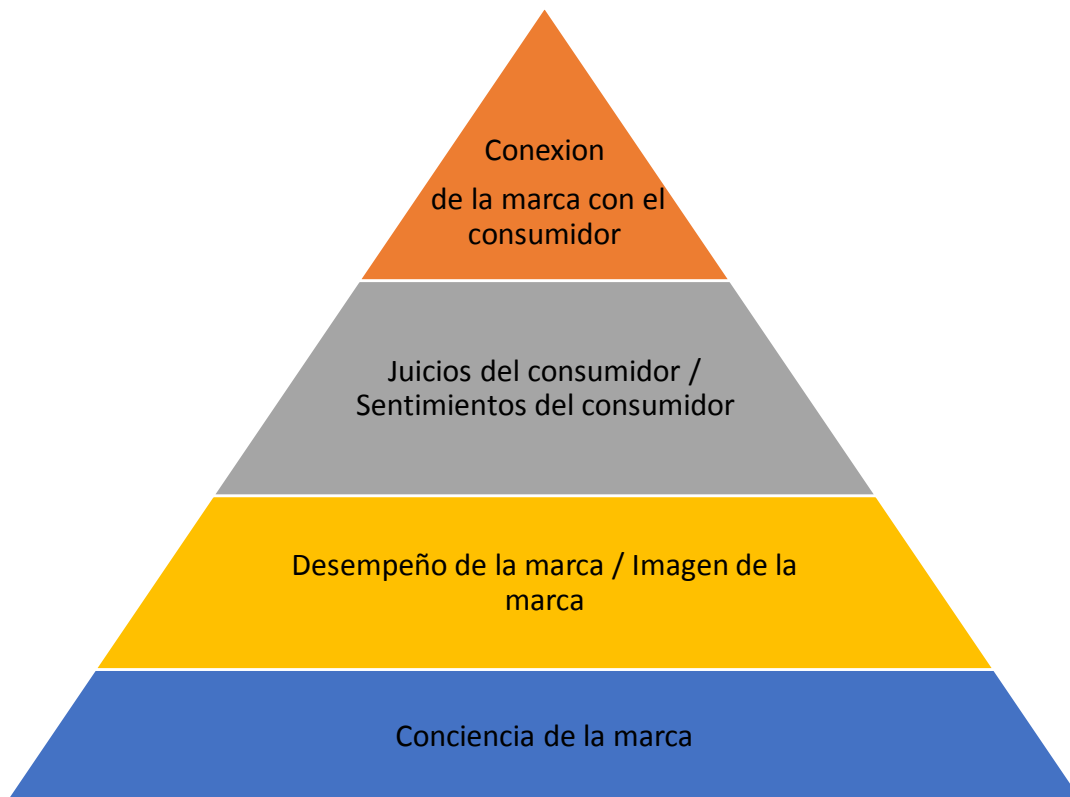 Conexion
de la marca con el
consumidor
Juicios del consumidor /
Sentimientos del consumidor
Desempeño de la marca / Imagen de la
marca
Conciencia de la marca